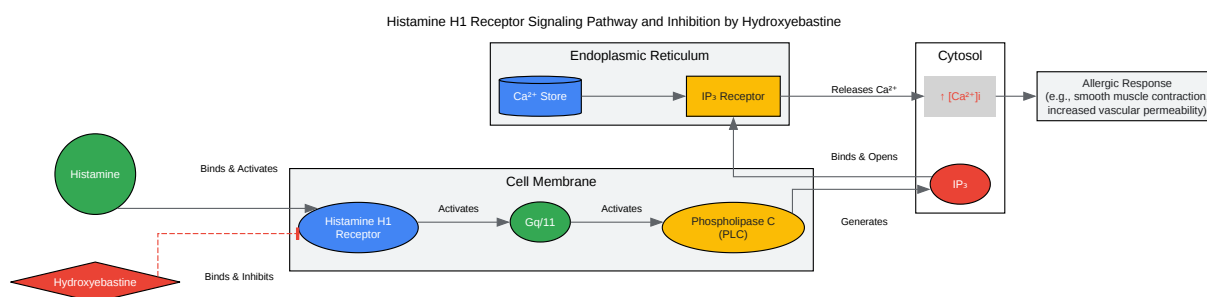 Histamine H1 Receptor Signaling Pathway and Inhibition by Hydroxyebastine
Endoplasmic Reticulum
Cytosol
Ca²⁺ Store
IP₃ Receptor
Releases Ca²⁺
↑ [Ca²⁺]i
Allergic Response
(e.g., smooth muscle contraction,
increased vascular permeability)
Histamine
Binds & Activates
Binds & Opens
Cell Membrane
IP₃
Histamine H1
Receptor
Activates
Gq/11
Activates
Phospholipase C
(PLC)
Generates
Hydroxyebastine
Binds & Inhibits